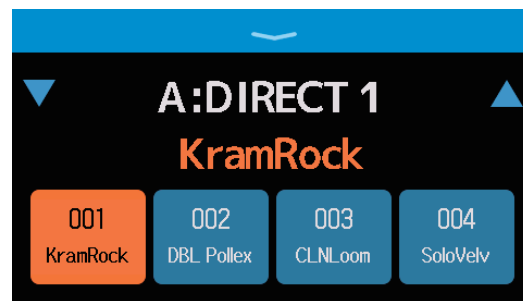 A:DIRECT 1
KramRock
001 002 003 004
KramRock DBL Pollex CLNLoom SoloVelv